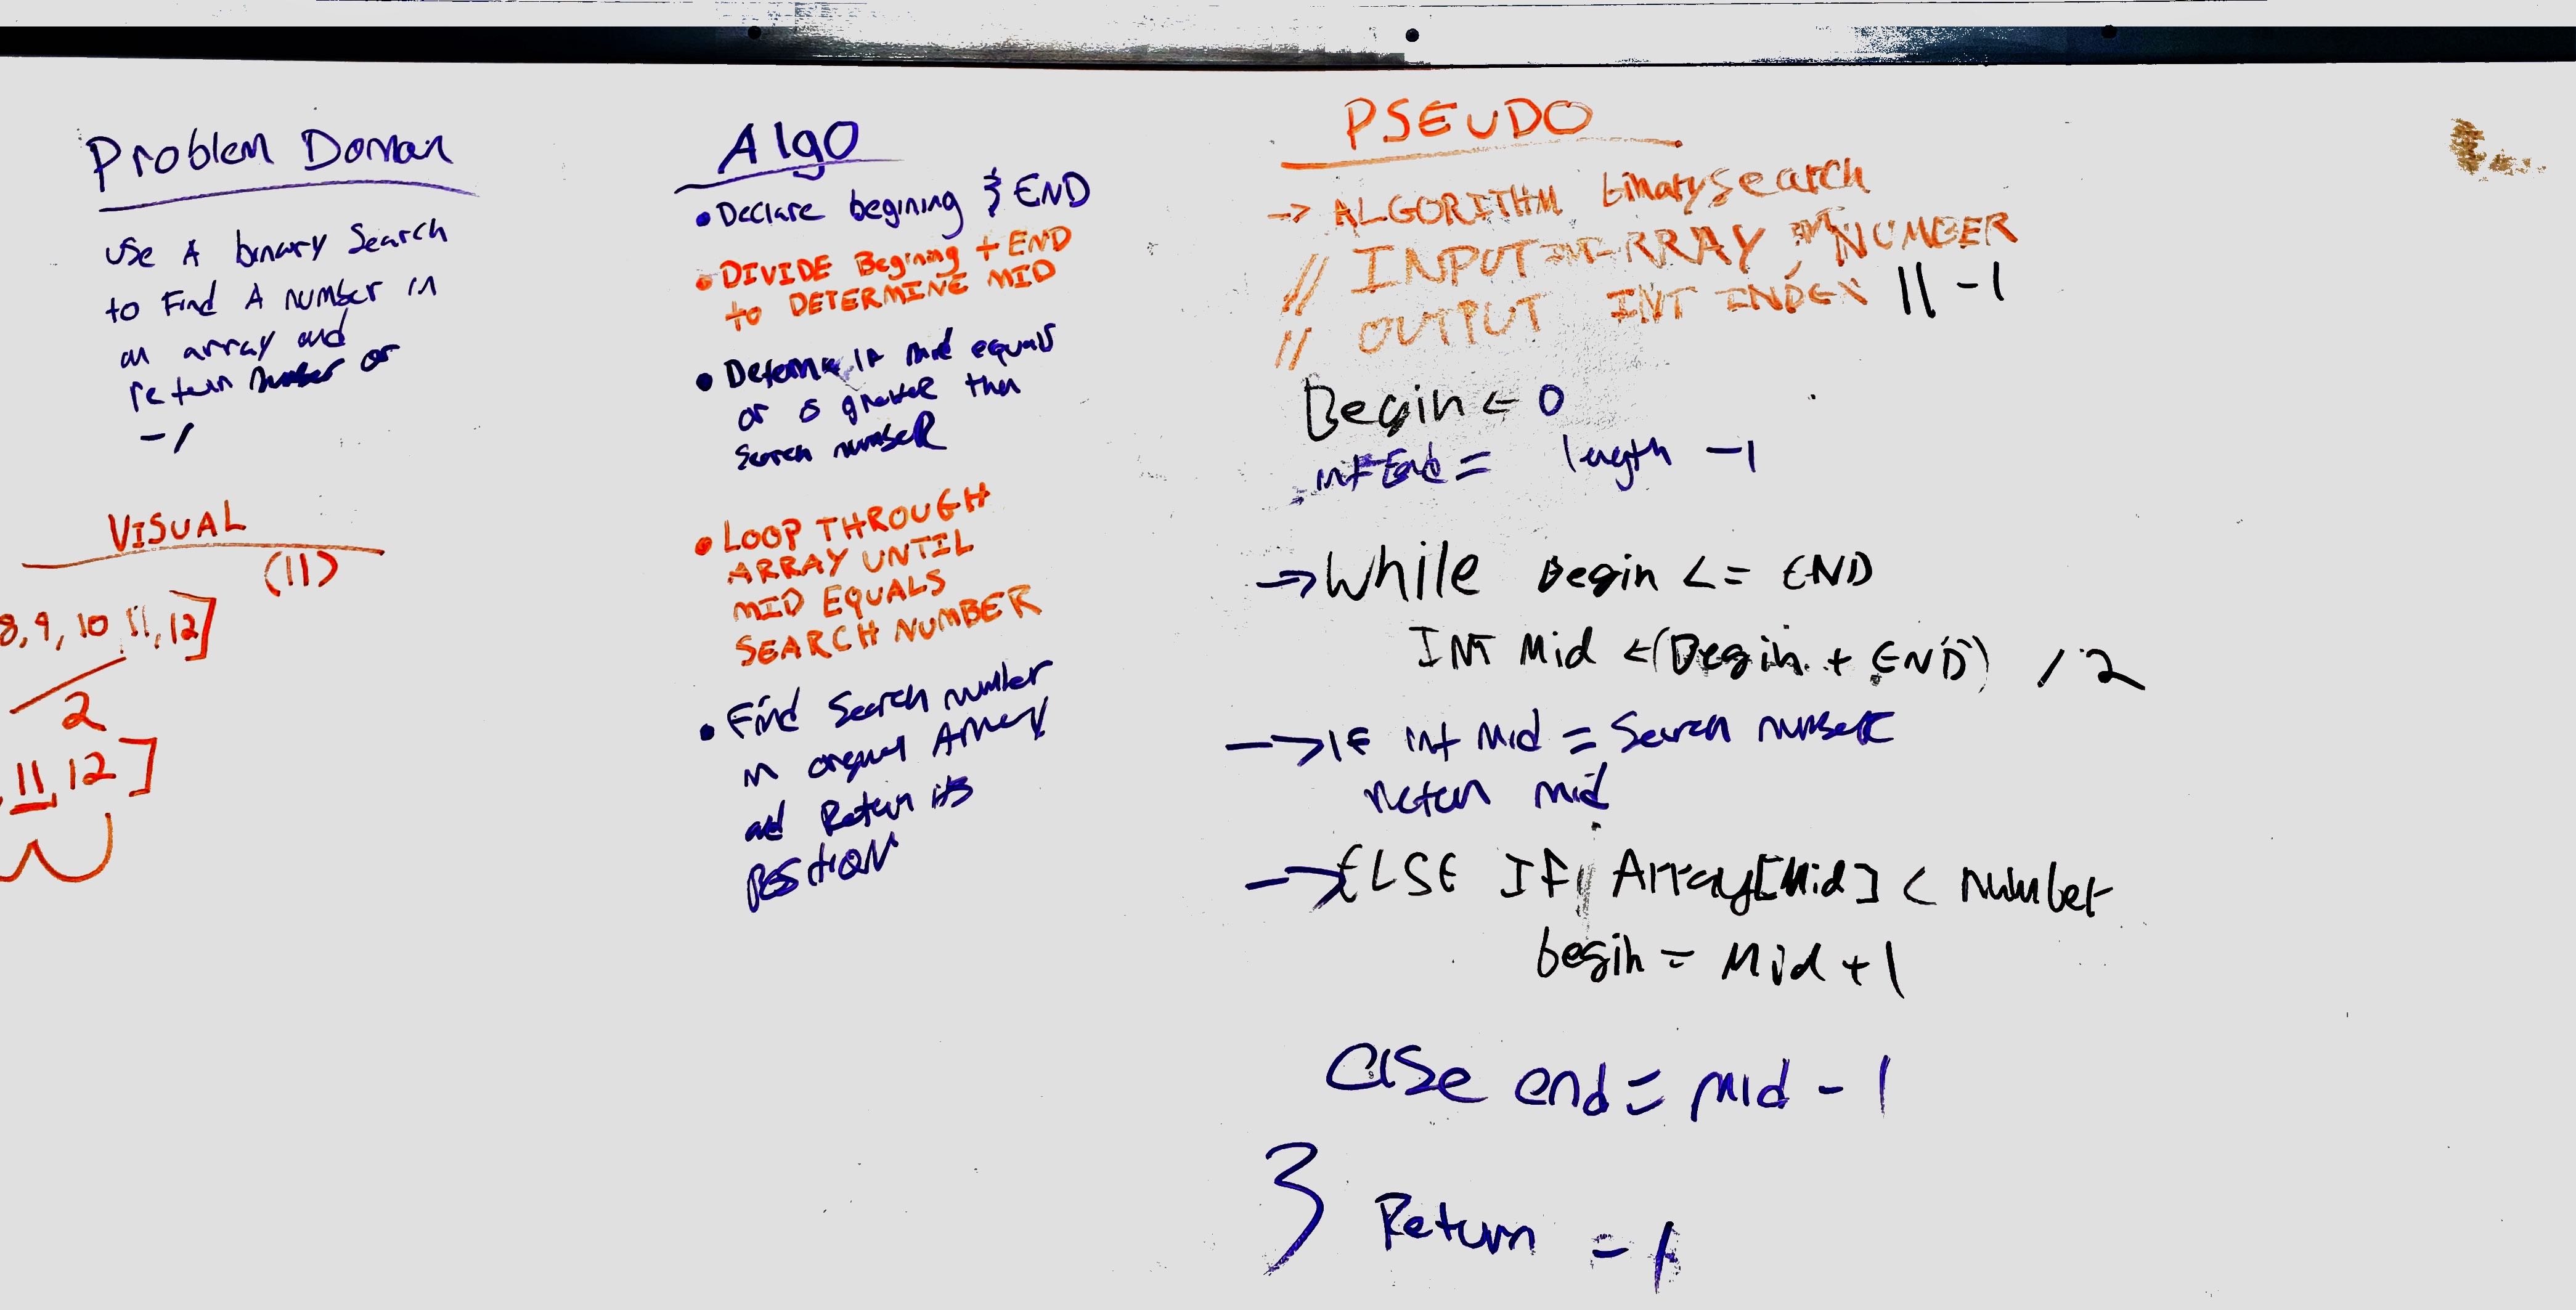 Problem Doman
Use A binary Search
to Find A number in
an array and
return number or
-1
VISUAL
(11)
8, 9, 10 11, 12]
2
11, 12]
Algo
• Declare begining & END
• DIVIDE Begining + END
to DETERMINE MID
• Determine IF mid equals
or is greater than
Search number
• LOOP THROUGH
ARRAY UNTIL
MID EQUALS
SEARCH NUMBER
• Find Search number
in original Array
and Return its
POSITION
PSEUDO
-> ALGORITHM binarysearch
// INPUT INT ARRAY, INT NUMBER
// OUTPUT INT INDEX || -1
Begin <- 0
int End = length -1
-> While Begin <= END
INT Mid <- (Begin + END) / 2
-> IF int Mid = Search number
return mid
-> ELSE IF Array[Mid] < number
begin = Mid + 1
else end = mid - 1
} Return -1